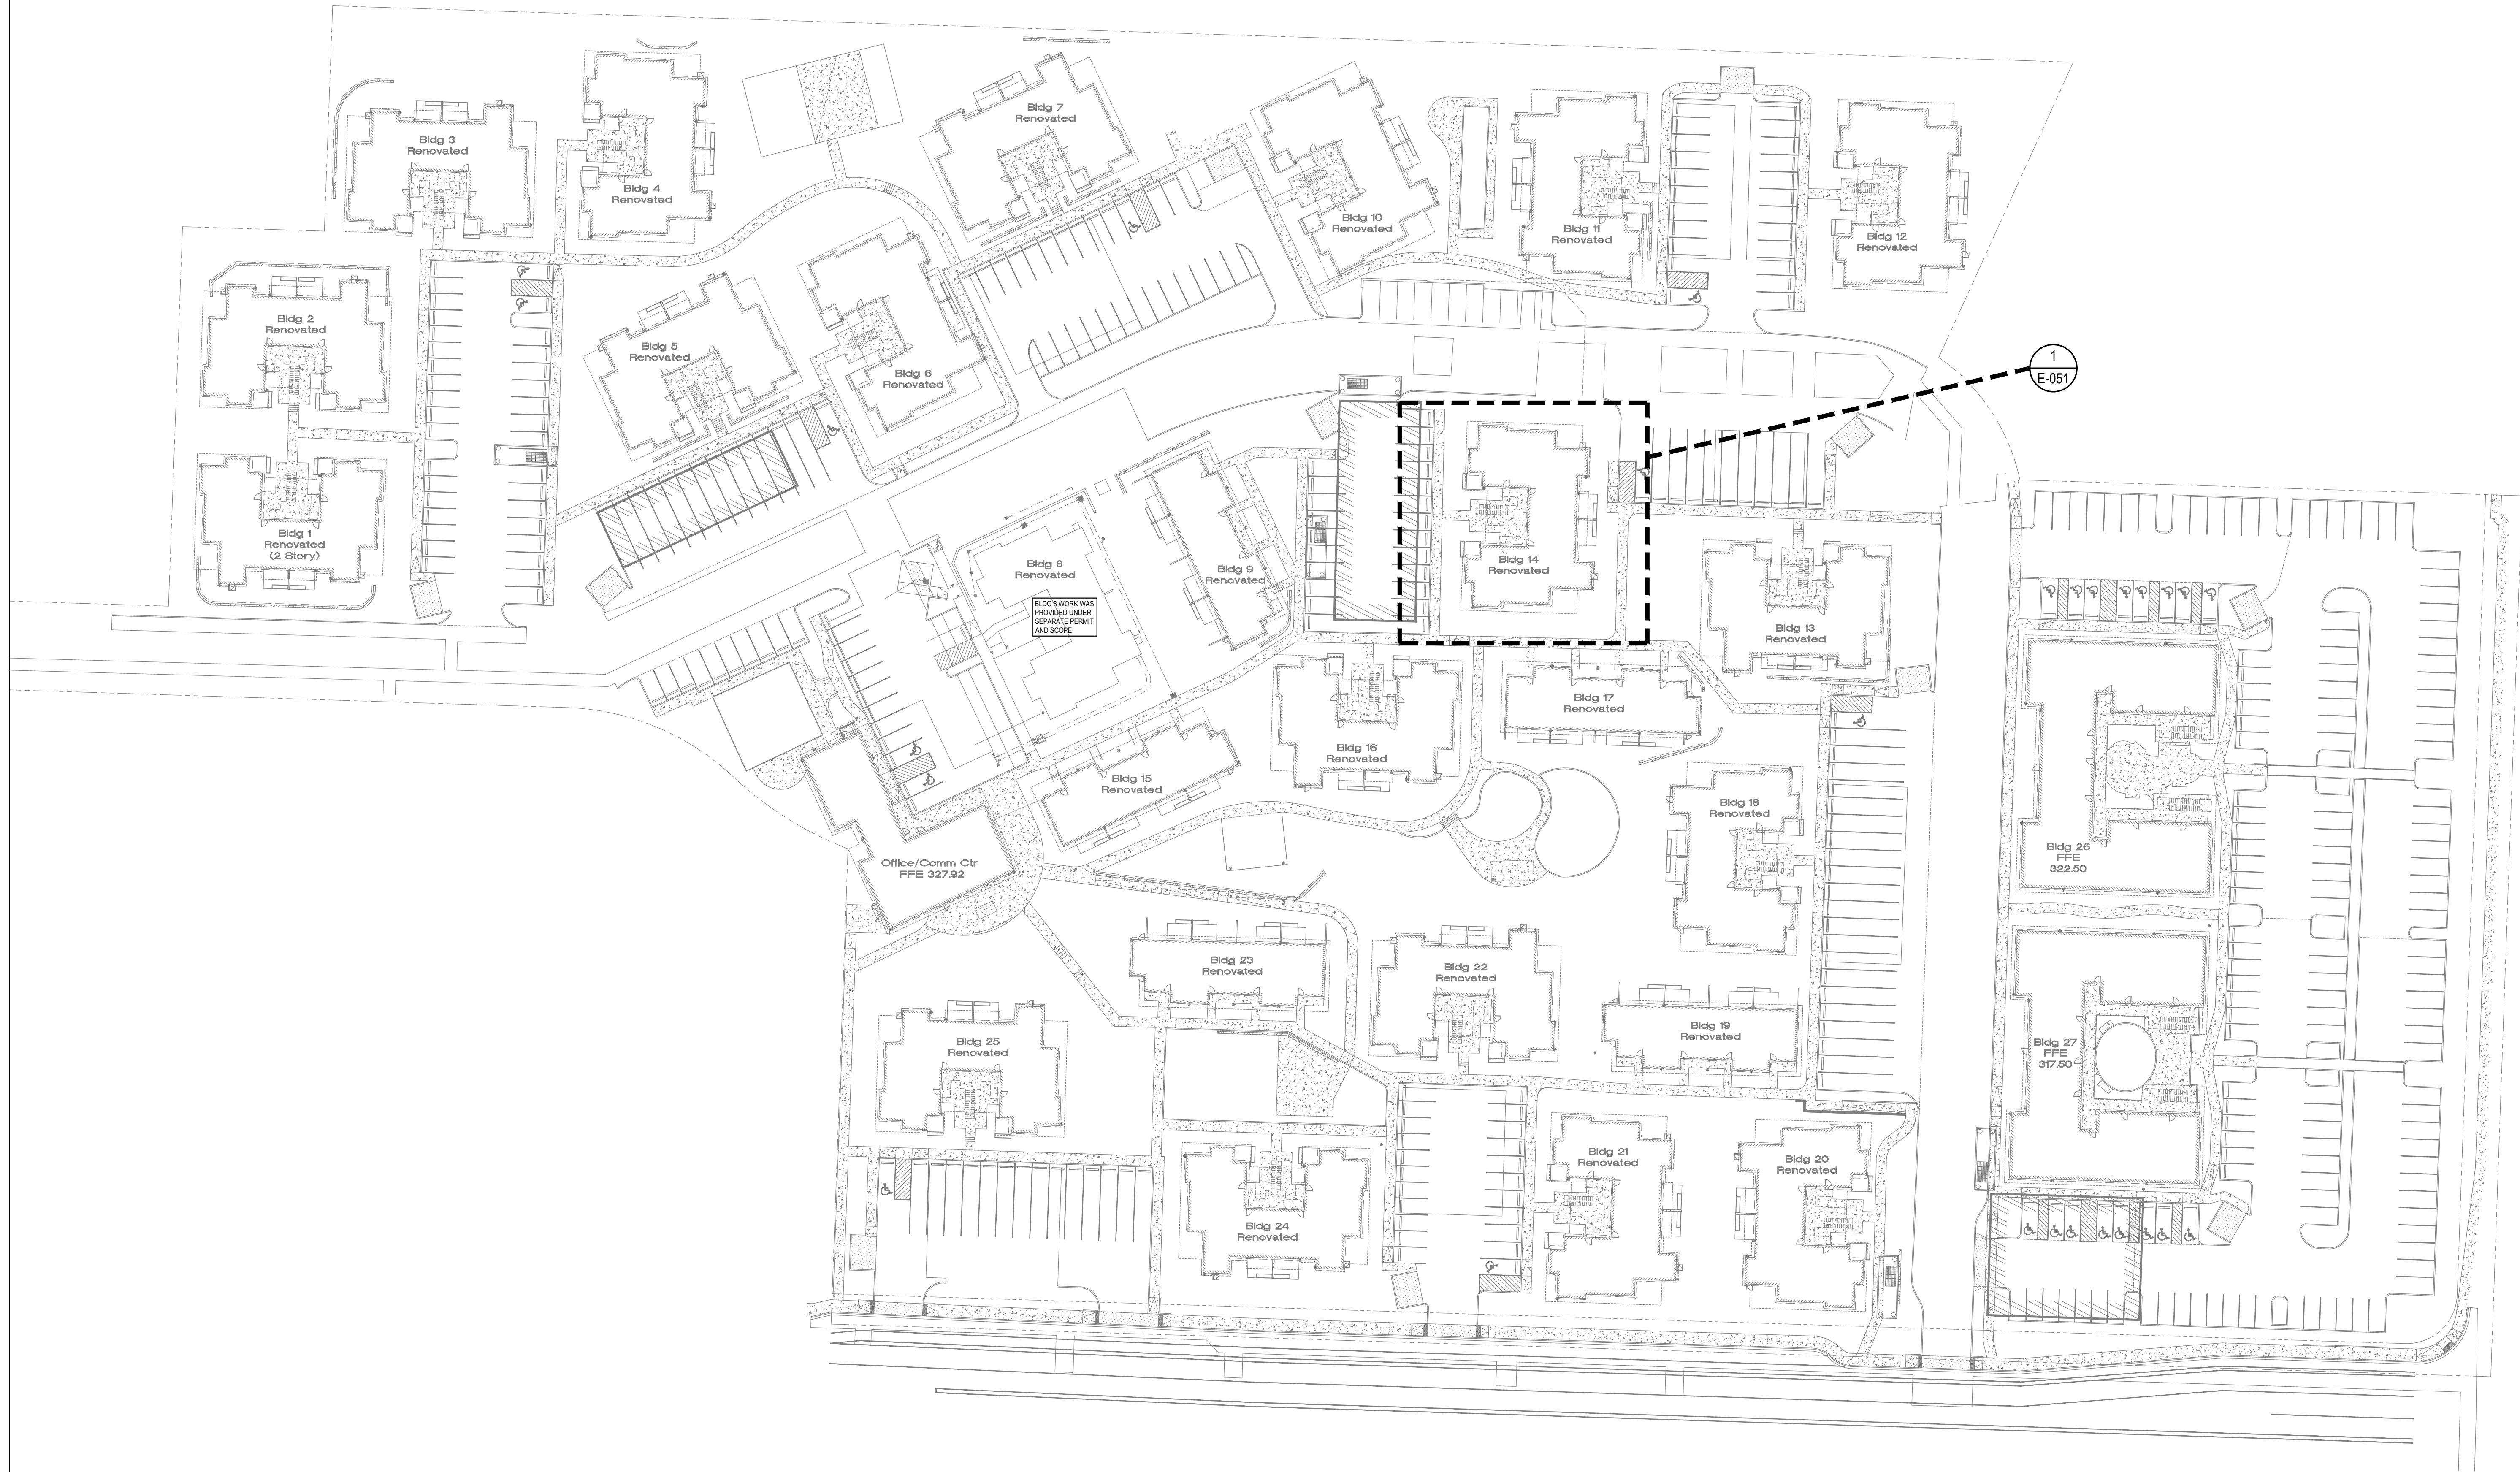 Bldg 3
Renovated
Bldg 4
Renovated
Bldg 7
Renovated
Bldg 10
Renovated
Bldg 11
Renovated
Bldg 12
Renovated
Bldg 2
Renovated
Bldg 5
Renovated
Bldg 6
Renovated
1
E-051
Bldg 1
Renovated
(2 Story)
Bldg 8
Renovated
BLDG 8 WORK WAS
PROVIDED UNDER
SEPARATE PERMIT
AND SCOPE.
Bldg 9
Renovated
Bldg 14
Renovated
Bldg 13
Renovated
Bldg 15
Renovated
Bldg 16
Renovated
Bldg 17
Renovated
Bldg 18
Renovated
Office/Comm Ctr
FFE 327.92
Bldg 26
FFE
322.50
Bldg 23
Renovated
Bldg 22
Renovated
Bldg 19
Renovated
Bldg 25
Renovated
Bldg 27
FFE
317.50
Bldg 24
Renovated
Bldg 21
Renovated
Bldg 20
Renovated